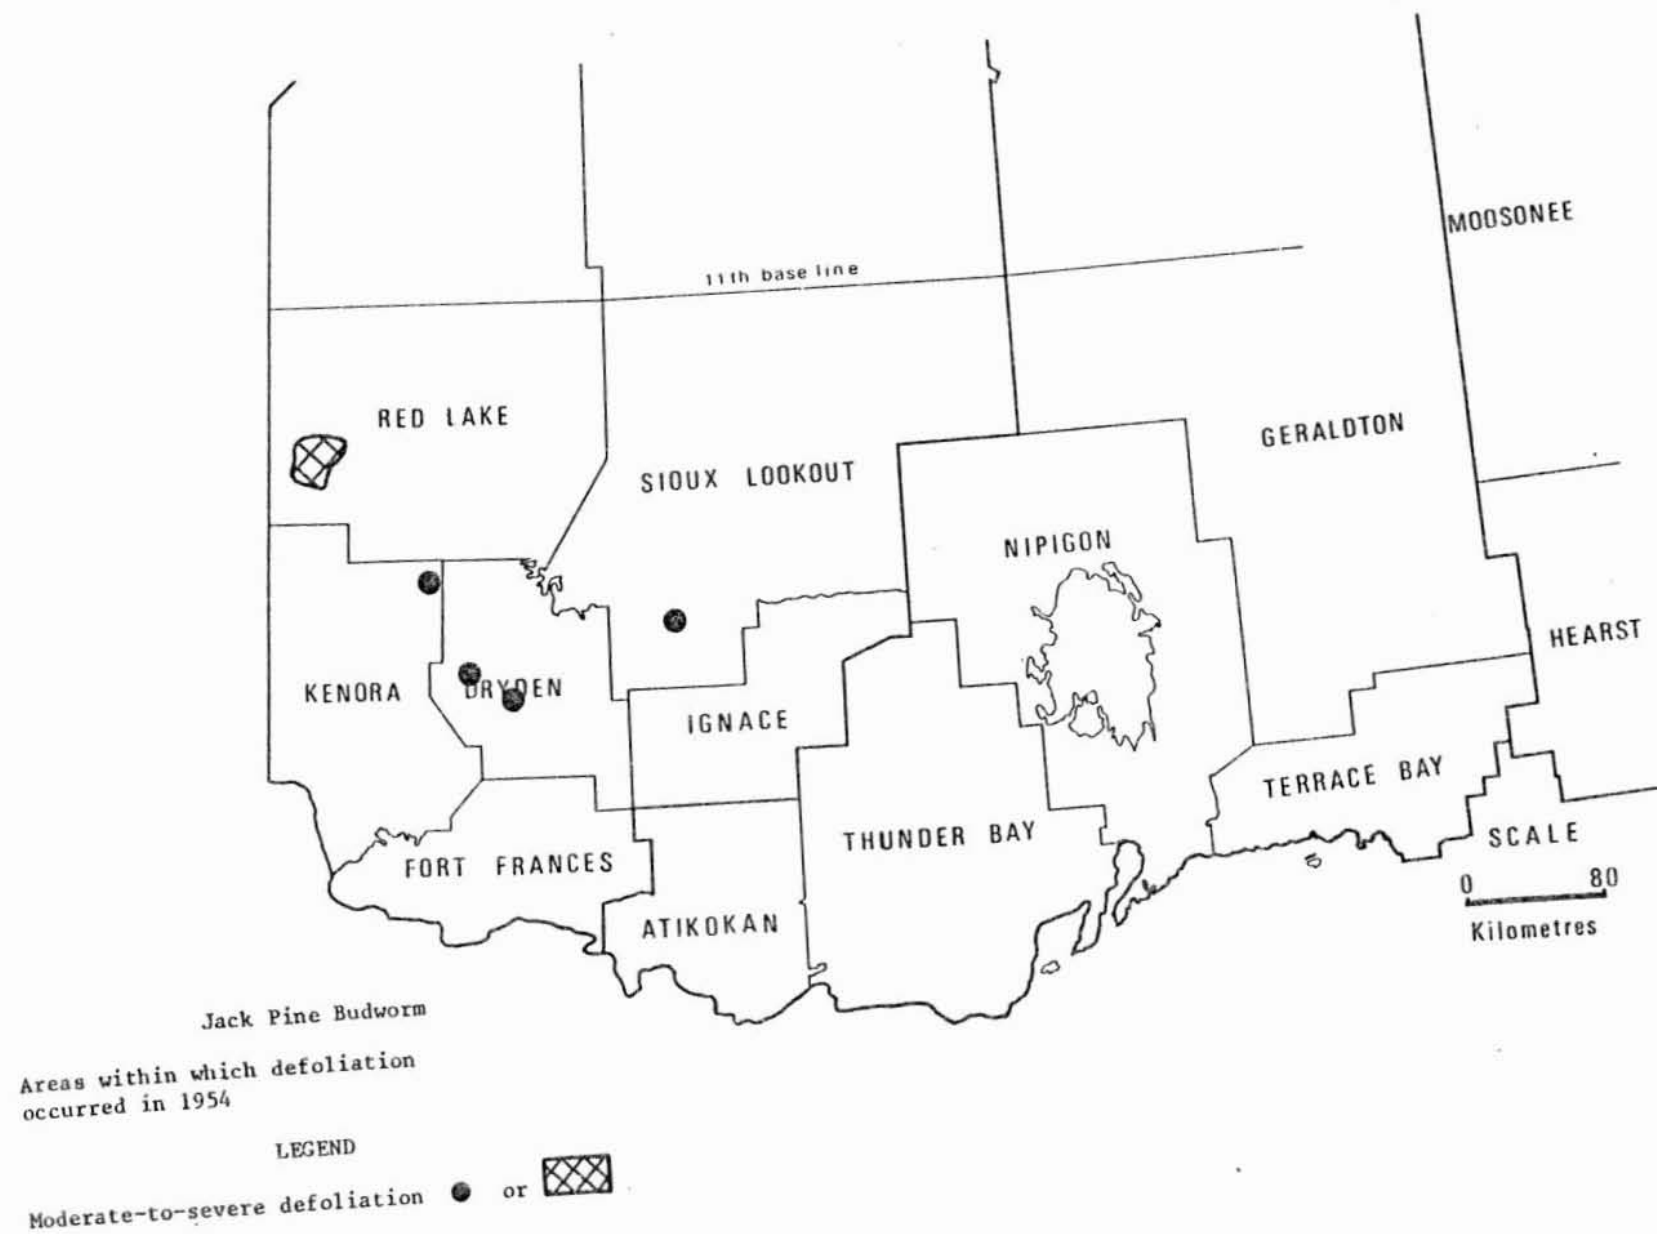 MOOSONEE
11th base line
RED LAKE
GERALDTON
SIOUX LOOKOUT
NIPIGON
HEARST
KENORA
DRYDEN
IGNACE
TERRACE BAY
THUNDER BAY
SCALE
FORT FRANCES
0 80
ATIKOKAN
Kilometres
Jack Pine Budworm
Areas within which defoliation
occurred in 1954
LEGEND
Moderate-to-severe defoliation or